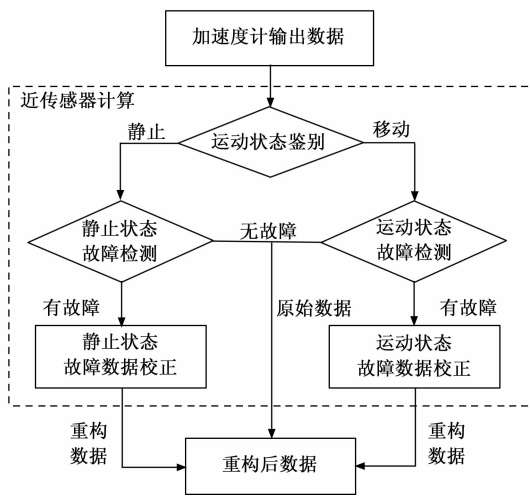 加速度计输出数据
近传感器计算
静止
运动状态鉴别
移动
静止状态
故障检测
无故障
运动状态
故障检测
有故障
原始数据
有故障
静止状态
故障数据校正
运动状态
故障数据校正
重构
数据
重构后数据
重构
数据